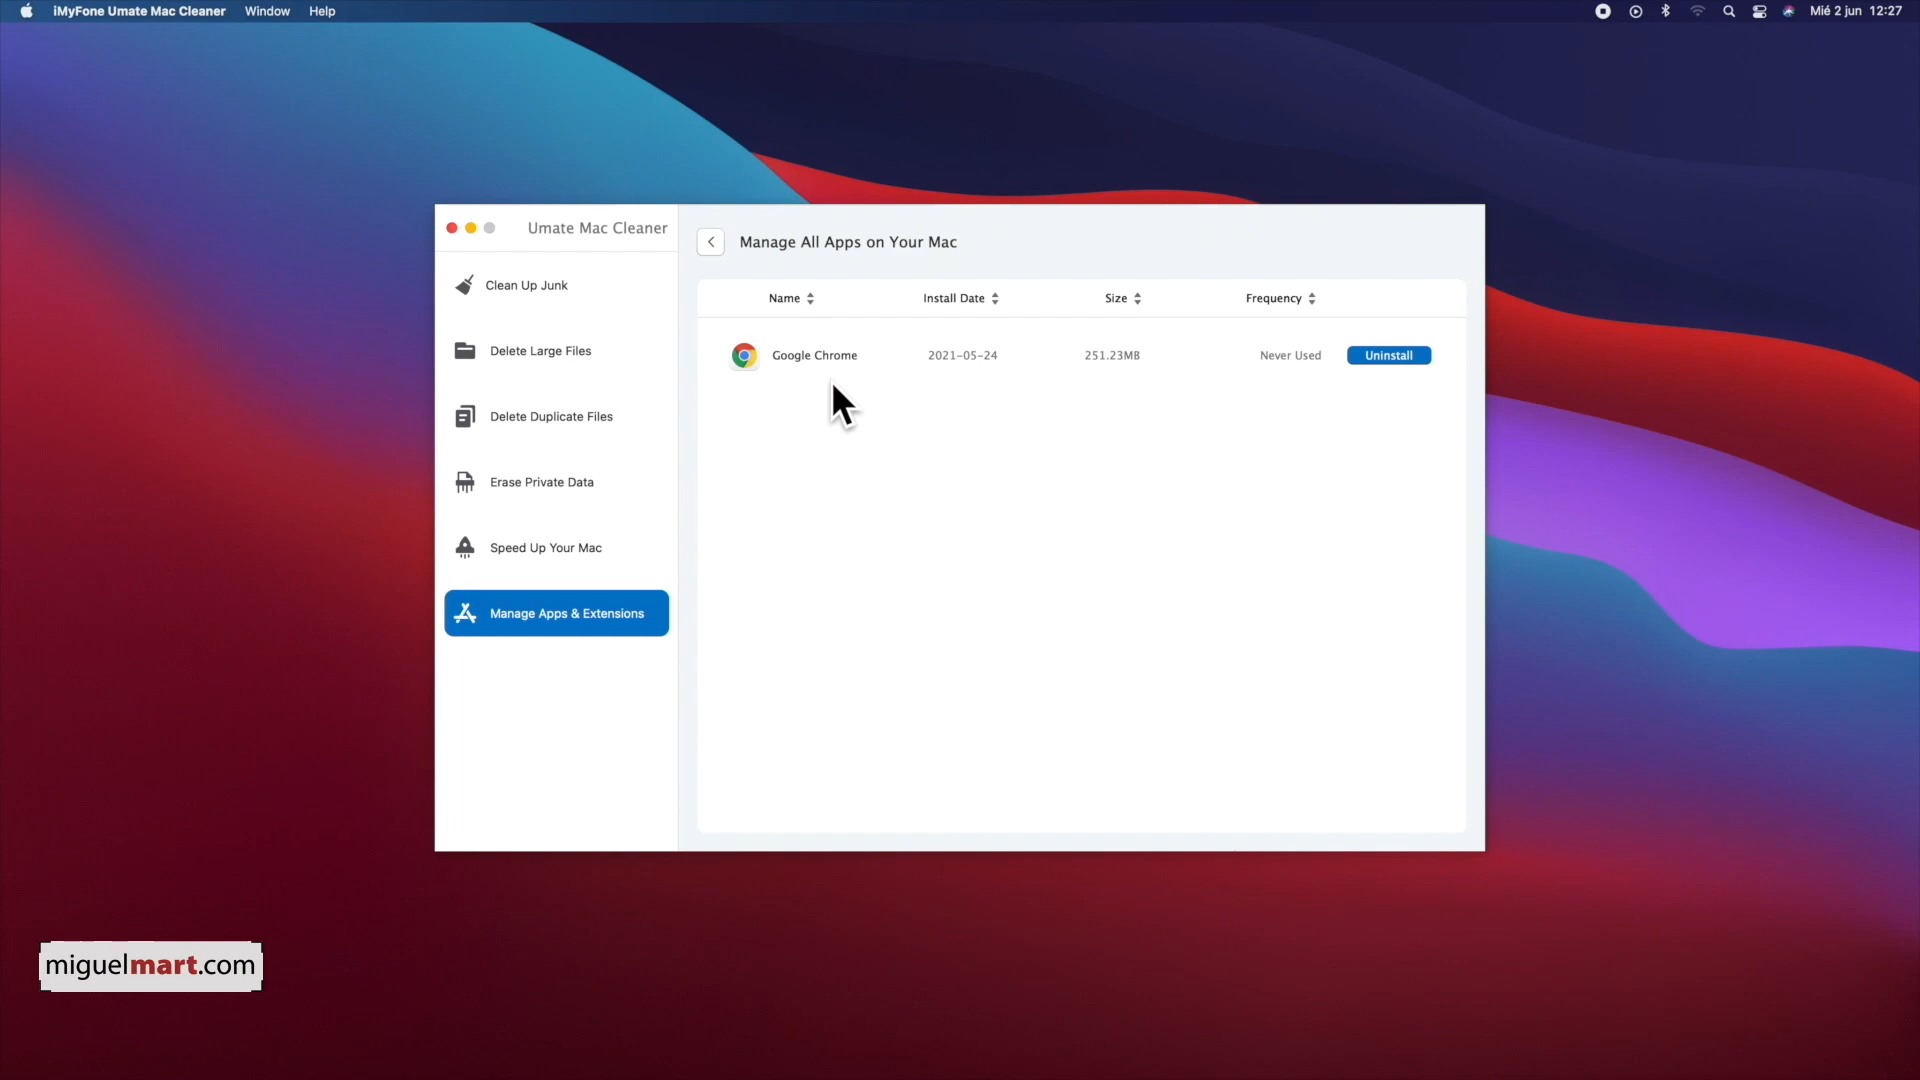 iMyFone Umate Mac Cleaner Window Help Mié 2 jun 12:27
Umate Mac Cleaner
Clean Up Junk
Delete Large Files
Delete Duplicate Files
Erase Private Data
Speed Up Your Mac
Manage Apps & Extensions
Manage All Apps on Your Mac
Name Install Date Size Frequency
Google Chrome 2021-05-24 251.23MB Never Used Uninstall
miguelmart.com